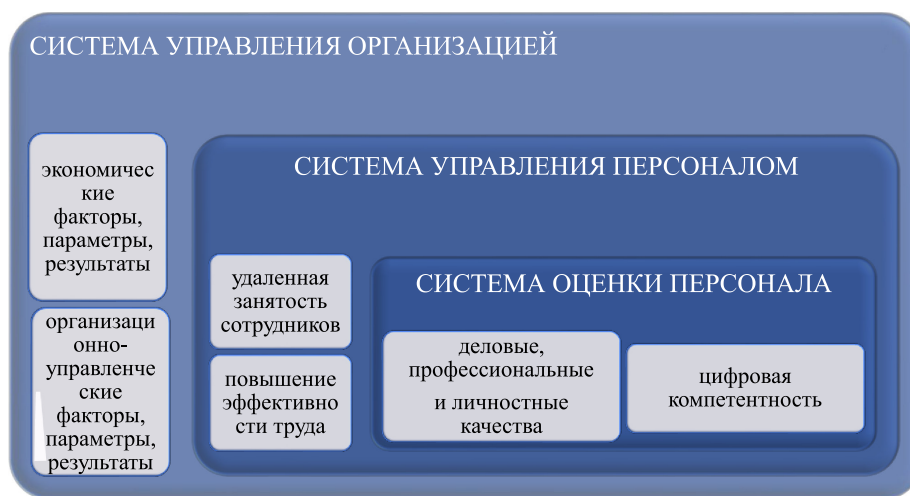 СИСТЕМА УПРАВЛЕНИЯ ОРГАНИЗАЦИЕЙ
экономичес
кие
факторы,
параметры,
результаты
организаци
онно-
управленче
ские
факторы,
параметры,
результаты
СИСТЕМА УПРАВЛЕНИЯ ПЕРСОНАЛОМ
удаленная
занятость
сотрудников
повышение
эффективно
сти труда
СИСТЕМА ОЦЕНКИ ПЕРСОНАЛА
деловые,
профессиональные
и личностные
качества
цифровая
компетентность